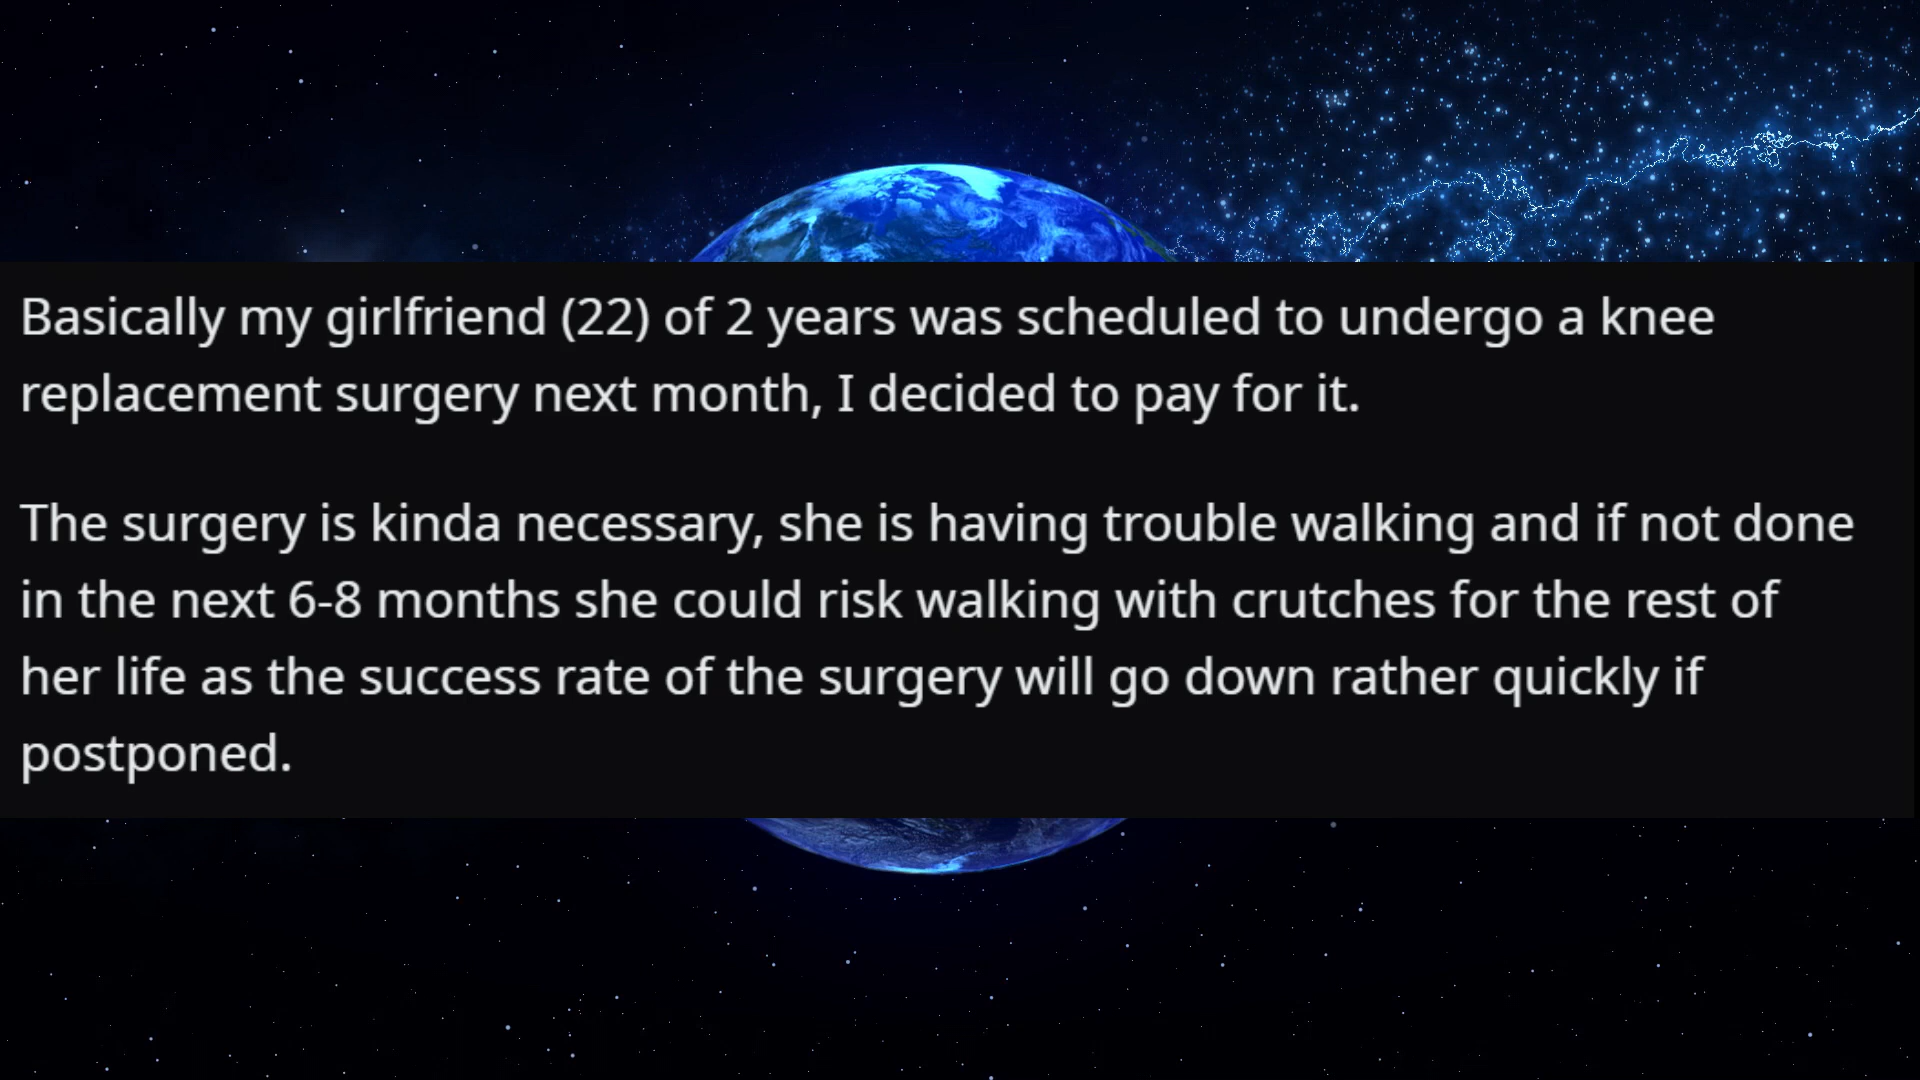 Basically my girlfriend (22) of 2 years was scheduled to undergo a knee
replacement surgery next month, I decided to pay for it.
The surgery is kinda necessary, she is having trouble walking and if not done
in the next 6-8 months she could risk walking with crutches for the rest of
her life as the success rate of the surgery will go down rather quickly if
postponed.